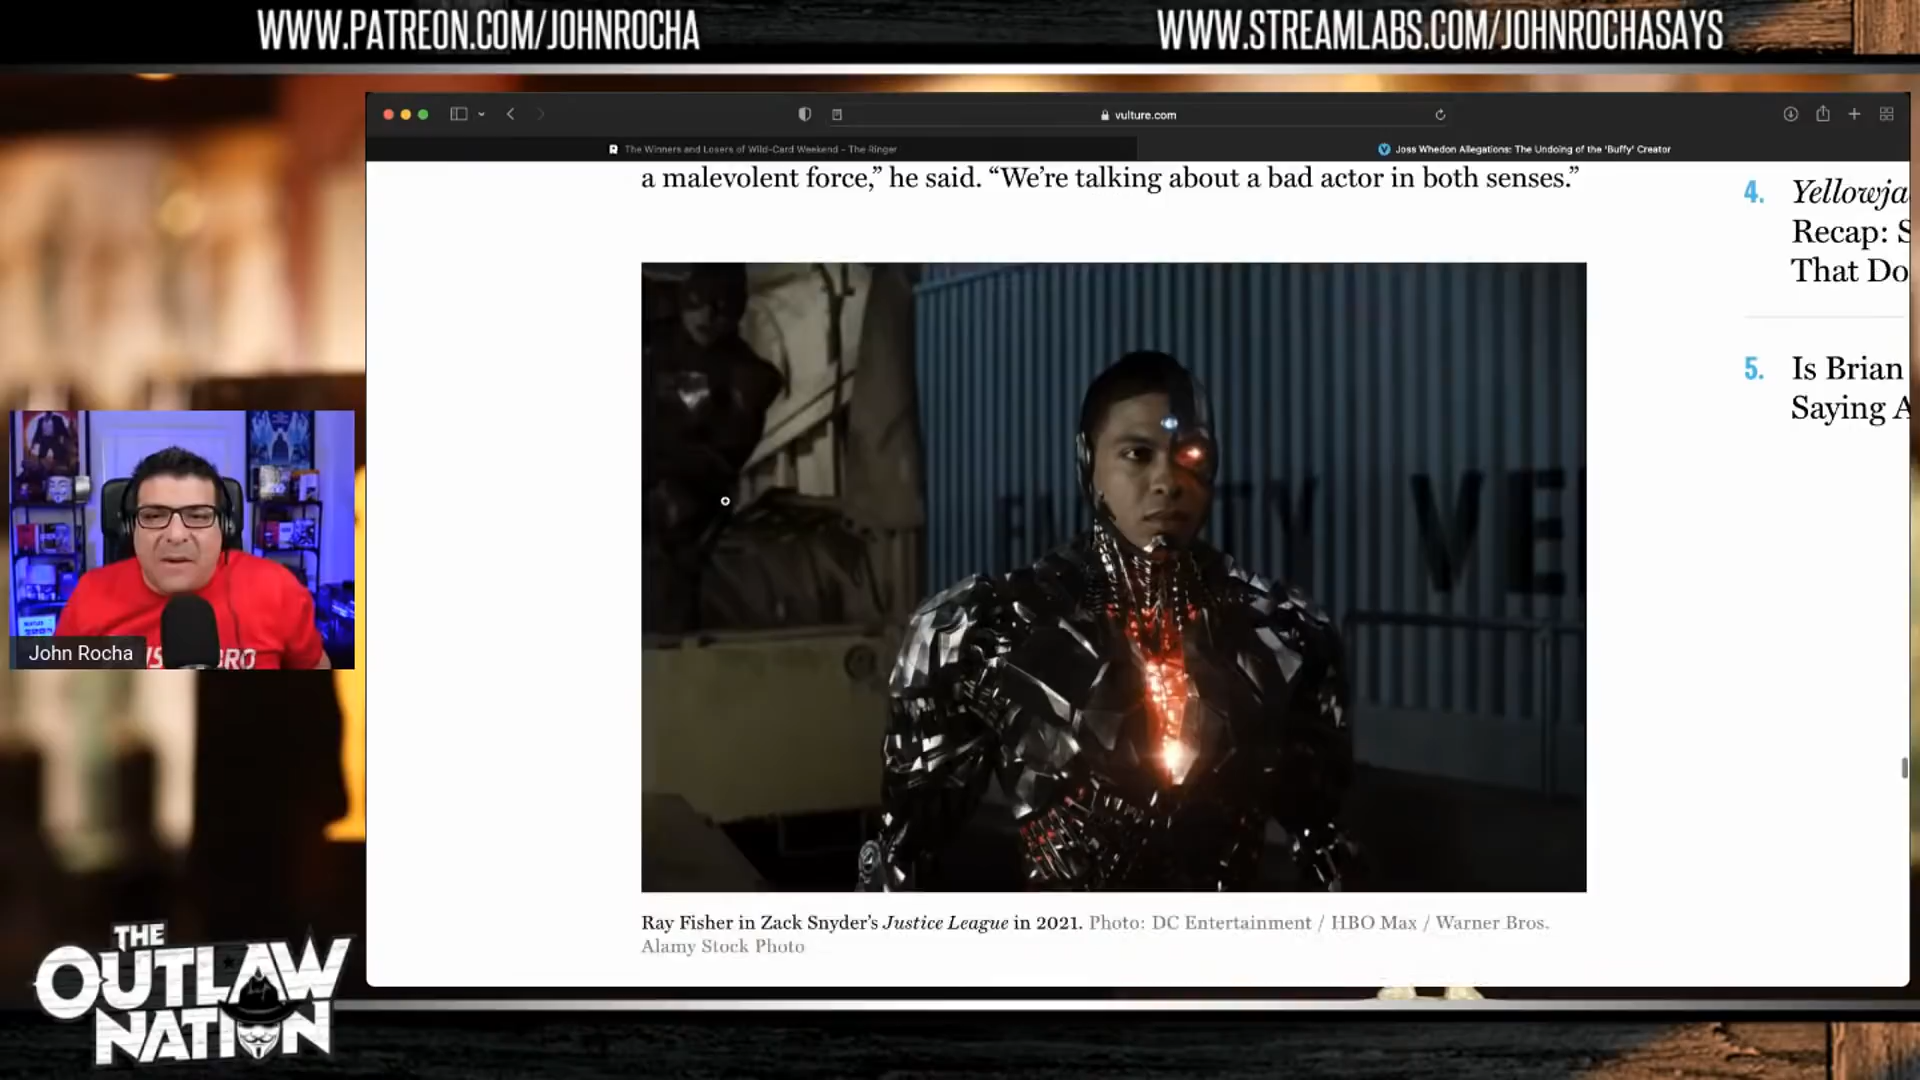 WWW.PATREON.COM/JOHNROCHA
WWW.STREAMLABS.COM/JOHNROCHASAYS
vulture.com
The Winners and Losers of Wild-Card Weekend - The Ringer
Joss Whedon Allegations: The Undoing of the 'Buffy' Creator
a malevolent force,” he said. “We’re talking about a bad actor in both senses.”
4. Yellowja
Recap: S
That Do
5. Is Brian
Saying A
VE
John Rocha
BRO
Ray Fisher in Zack Snyder’s Justice League in 2021. Photo: DC Entertainment / HBO Max / Warner Bros.
Alamy Stock Photo
THE
OUTLAW
NATION